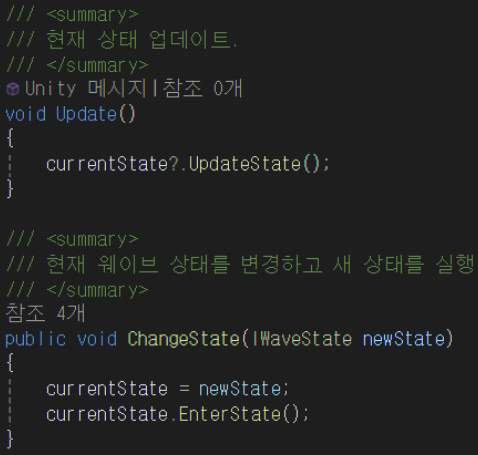 /// <summary>
/// 현재 상태 업데이트.
/// </summary>
Unity 메시지|참조 0개
void Update()
{
currentState?.UpdateState();
}
/// <summary>
/// 현재 웨이브 상태를 변경하고 새 상태를 실행
/// </summary>
참조 4개
public void ChangeState(IWaveState newState)
{
currentState = newState;
currentState.EnterState();
}